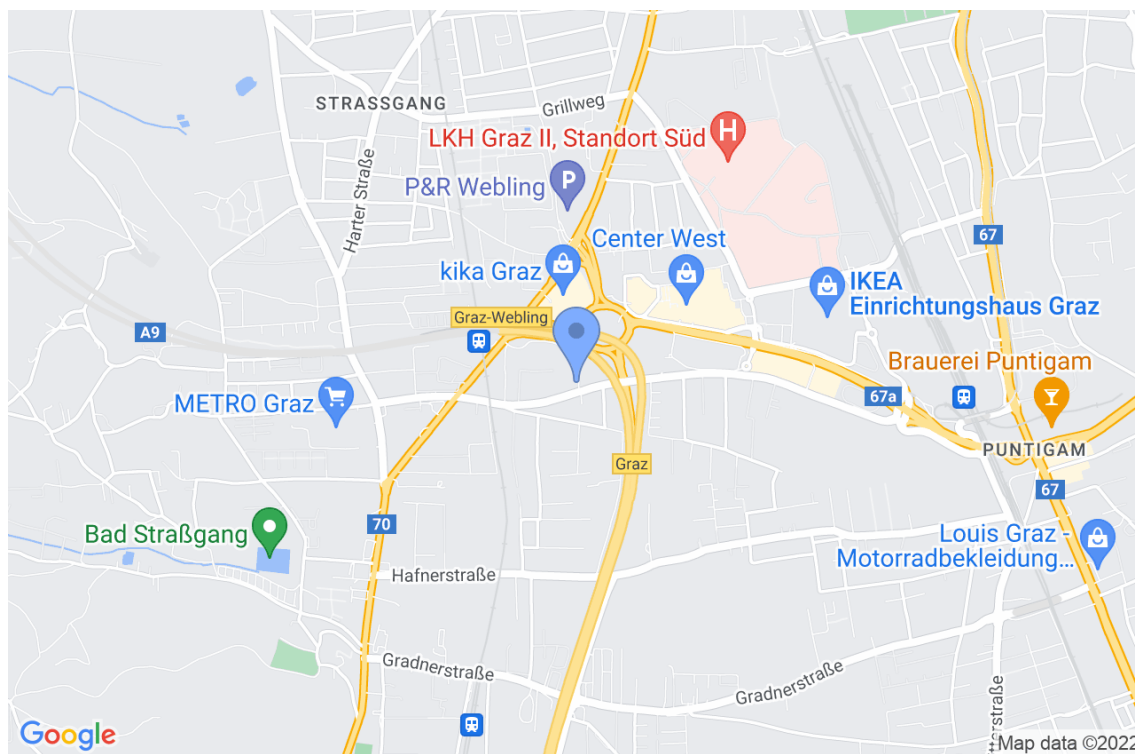 STRASSGANG
Grillweg
LKH Graz II, Standort Süd
H
P&R Webling
P
Harter Straße
67
Center West
kika Graz
IKEA
Einrichtungshaus Graz
Graz-Webling
A9
Brauerei Puntigam
METRO Graz
67a
PUNTIGAM
Graz
67
70
Bad Straßgang
Louis Graz -
Motorradbekleidung...
Hafnerstraße
Gradnerstraße
Gradnerstraße
Google
Map data ©2022